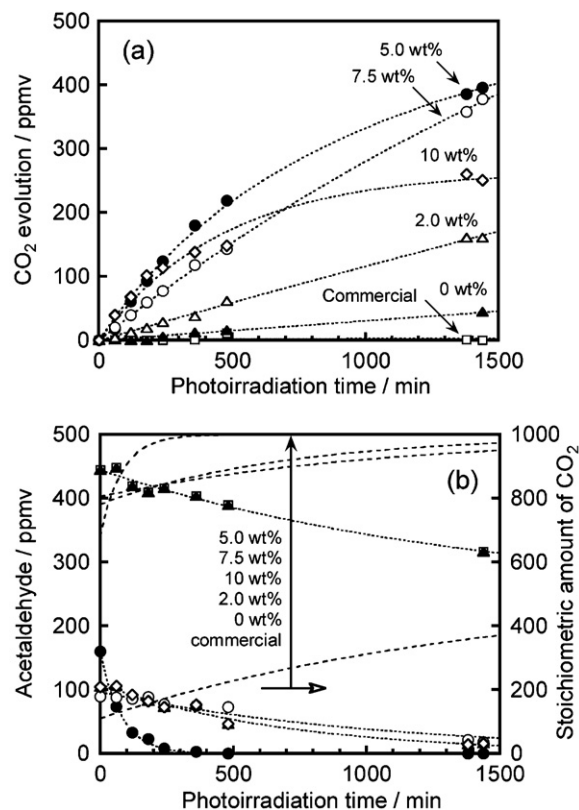 500
400
300
200
100
0
CO2 evolution / ppmv
(a)
5.0 wt%
7.5 wt%
10 wt%
2.0 wt%
0 wt%
Commercial
0
500
1000
1500
Photoirradiation time / min
500
400
300
200
100
0
Acetaldehyde / ppmv
(b)
5.0 wt%
7.5 wt%
10 wt%
2.0 wt%
0 wt%
commercial
1000
800
600
400
200
0
Stoichiometric amount of CO2
0
500
1000
1500
Photoirradiation time / min